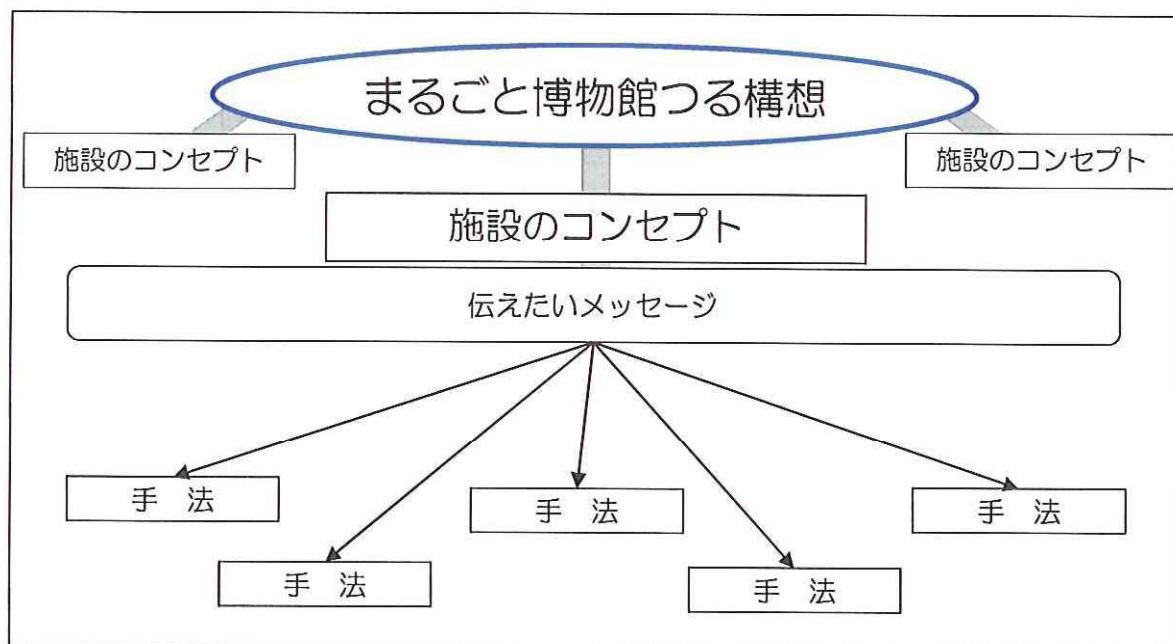 まるごと博物館つる構想
施設のコンセプト
施設のコンセプト
施設のコンセプト
伝えたいメッセージ
手 法
手 法
手 法
手 法
手 法